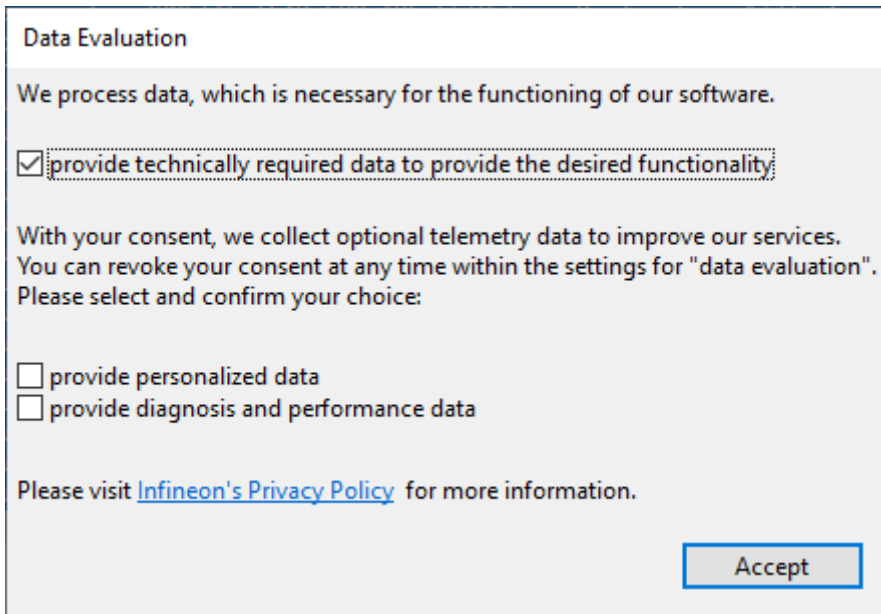 Data Evaluation
We process data, which is necessary for the functioning of our software.
provide technically required data to provide the desired functionality
With your consent, we collect optional telemetry data to improve our services.
You can revoke your consent at any time within the settings for "data evaluation".
Please select and confirm your choice:
provide personalized data
provide diagnosis and performance data
Please visit Infineon's Privacy Policy for more information.
Accept